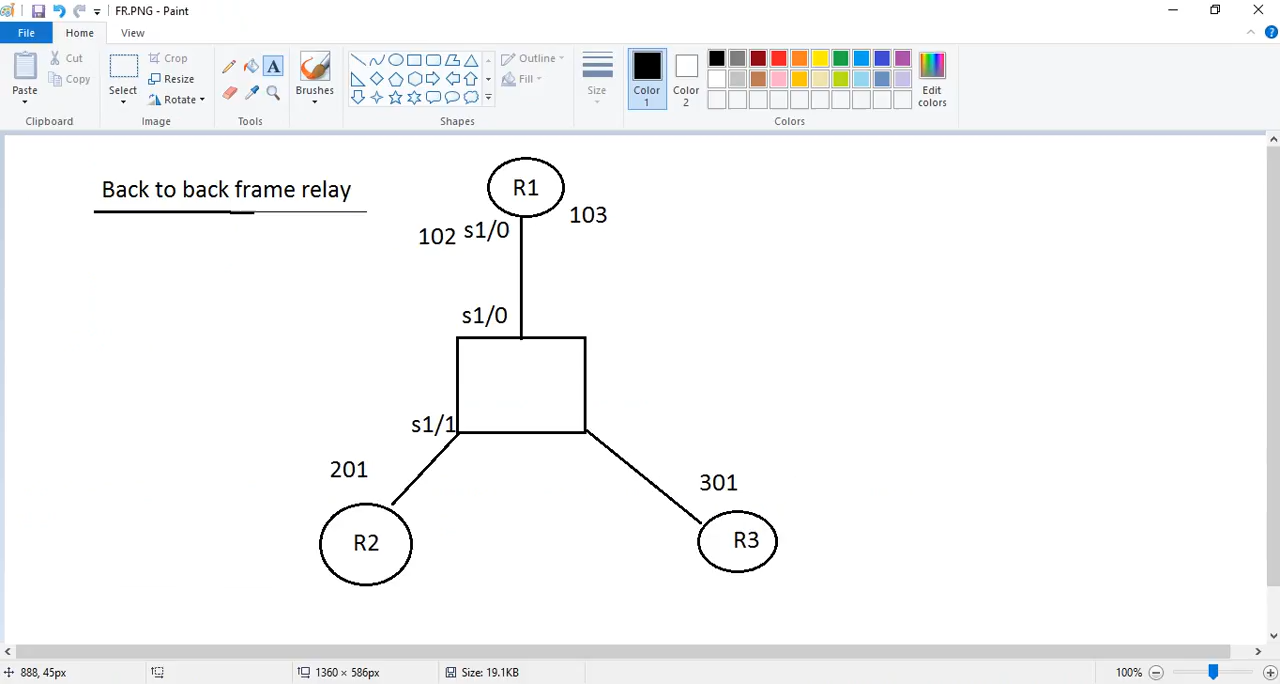 FR.PNG - Paint
File
Home
View
Paste
Cut
Copy
Clipboard
Select
Crop
Resize
Rotate
Image
A
Tools
Brushes
Outline
Fill
Shapes
Size
Color 1
Color 2
Edit colors
Colors
Back to back frame relay
R1
103
102 s1/0
s1/0
s1/1
201
301
R2
R3
888, 45px
1360 × 586px
Size: 19.1KB
100%